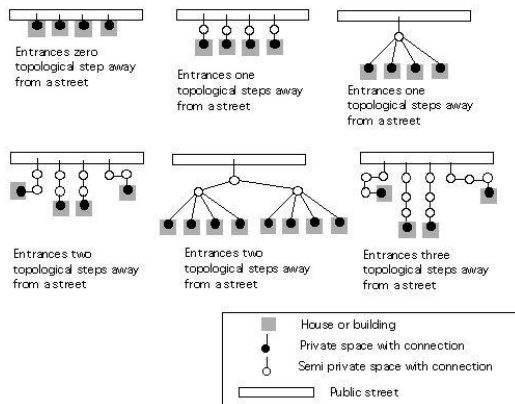 Entrances zero
topological step away
from a street
Entrances one
topological steps away
from a street
Entrances one
topological steps away
from a street
Entrances two
topological steps away
from a street
Entrances two
topological steps away
from a street
Entrances three
topological steps away
from a street
House or building
Private space with connection
Semi private space with connection
Public street